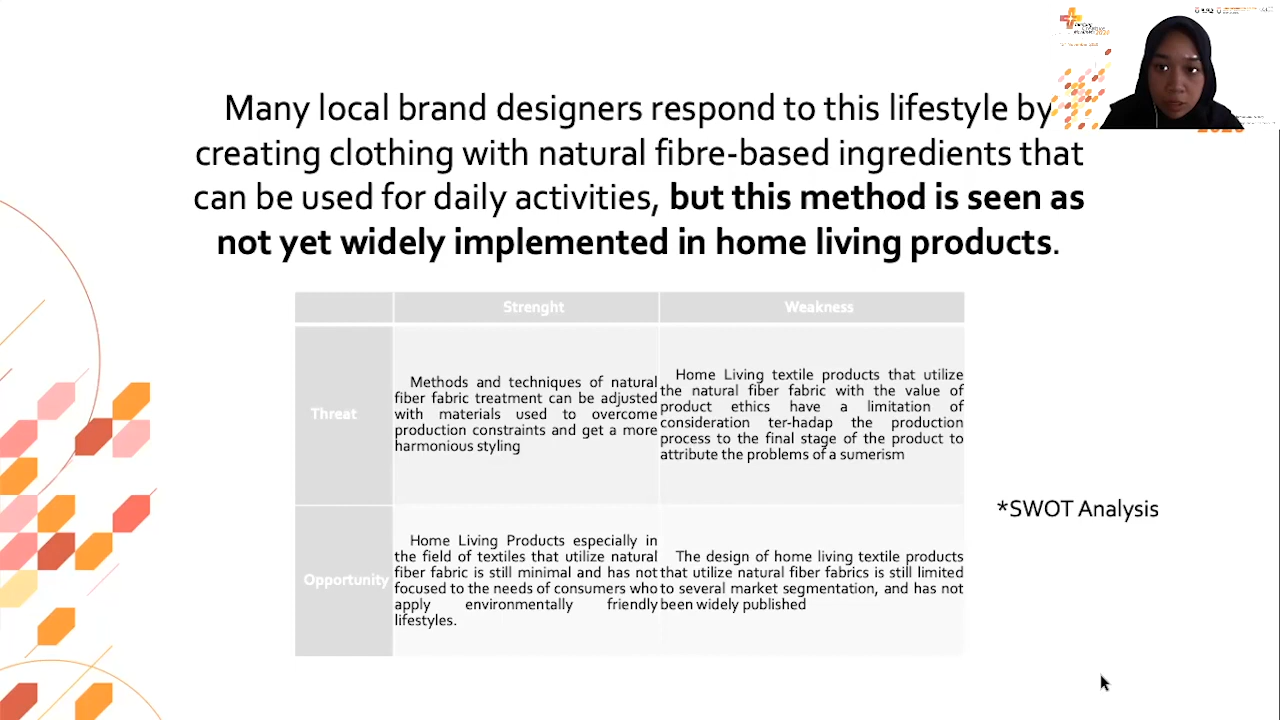 Many local brand designers respond to this lifestyle by
creating clothing with natural fibre-based ingredients that
can be used for daily activities, but this method is seen as
not yet widely implemented in home living products.
Strenght
Weakness
Threat
Methods and techniques of natural
fiber fabric treatment can be adjusted
with materials used to overcome
production constraints and get a more
harmonious styling
Home Living textile products that utilize
the natural fiber fabric with the value of
product ethics have a limitation of
consideration ter-hadap the production
process to the final stage of the product to
attribute the problems of a sumerism
Opportunity
Home Living Products especially in
the field of textiles that utilize natural
fiber fabric is still minimal and has not
focused to the needs of consumers who
apply environmentally friendly
lifestyles.
The design of home living textile products
that utilize natural fiber fabrics is still limited
to several market segmentation, and has not
been widely published
*SWOT Analysis